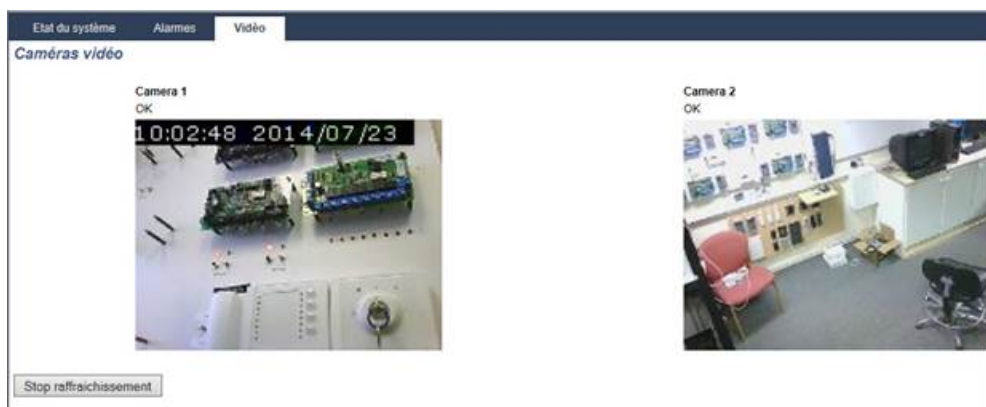 Etat du système Alarmes Vidèo
Caméras vidéo
Camera 1
OK
10:02:48 2014/07/23
Camera 2
OK
Stop raffraichissement